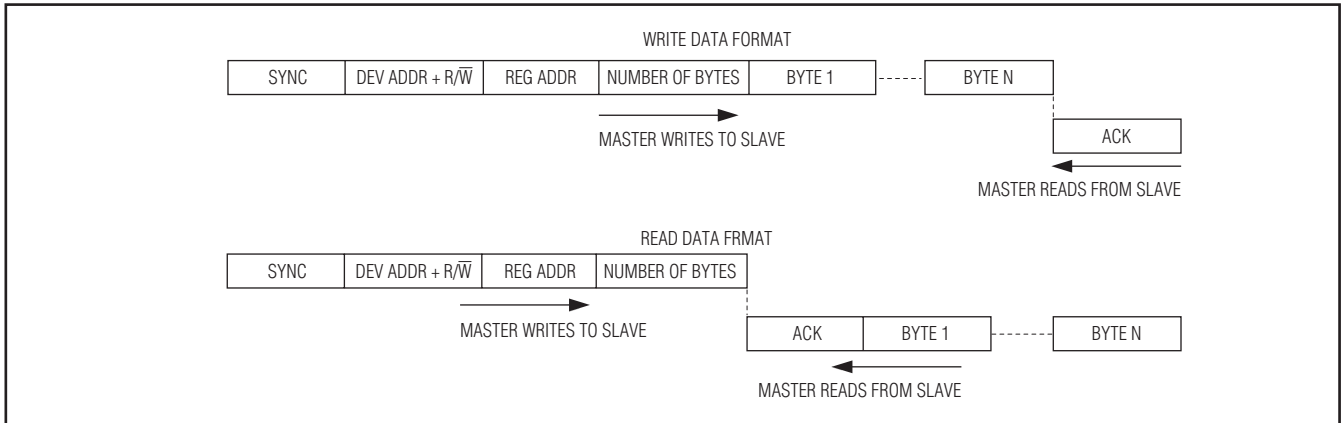 WRITE DATA FORMAT
SYNC DEV ADDR + R/W̅ REG ADDR NUMBER OF BYTES BYTE 1 BYTE N
MASTER WRITES TO SLAVE
ACK
MASTER READS FROM SLAVE
READ DATA FRMAT
SYNC DEV ADDR + R/W̅ REG ADDR NUMBER OF BYTES
MASTER WRITES TO SLAVE
ACK BYTE 1 BYTE N
MASTER READS FROM SLAVE